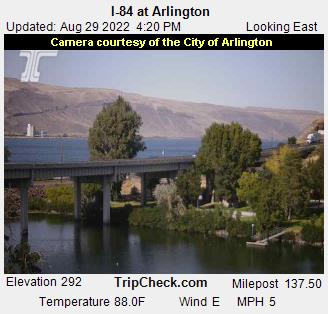 I-84 at Arlington
Updated: Aug 29 2022 4:20 PM Looking East
Camera courtesy of the City of Arlington
Elevation 292 TripCheck.com Milepost 137.50
Temperature 88.0F Wind E MPH 5